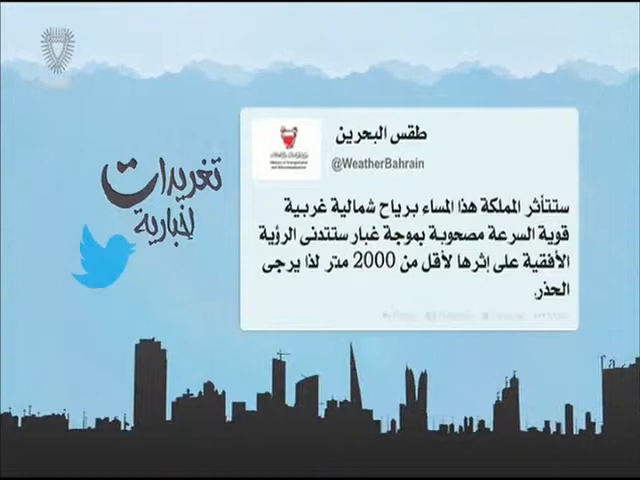 تغريدات
إخبارية
طقس البحرين
@WeatherBahrain
ستتأثر المملكة هذا المساء برياح شمالية غربية
قوية السرعة مصحوبة بموجة غبار ستتدنى الرؤية
الأفقية على إثرها لأقل من 2000 متر لذا يرجى
الحذر.